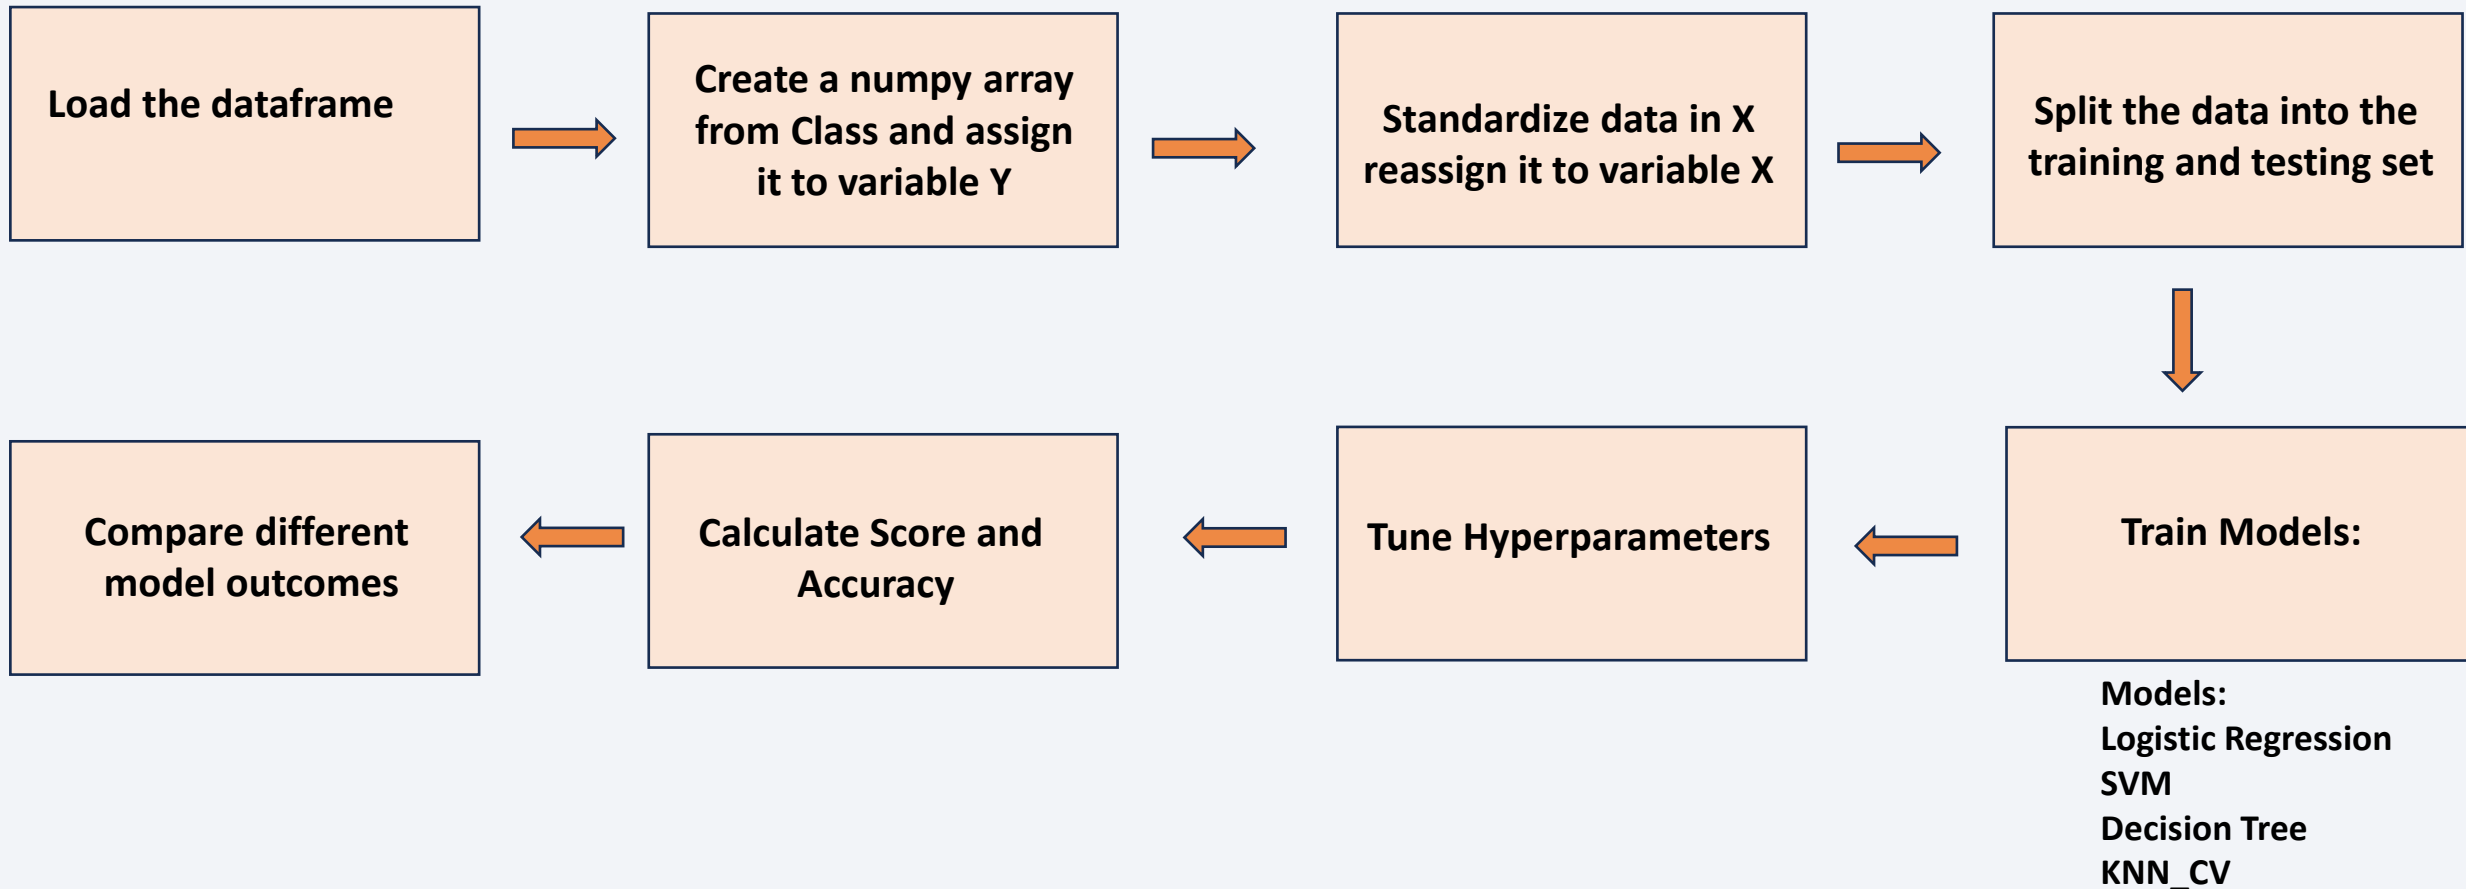 Load the dataframe
Create a numpy array
from Class and assign
it to variable Y
Standardize data in X
reassign it to variable X
Split the data into the
training and testing set
Train Models:
Models:
Logistic Regression
SVM
Decision Tree
KNN_CV
Tune Hyperparameters
Calculate Score and
Accuracy
Compare different
model outcomes